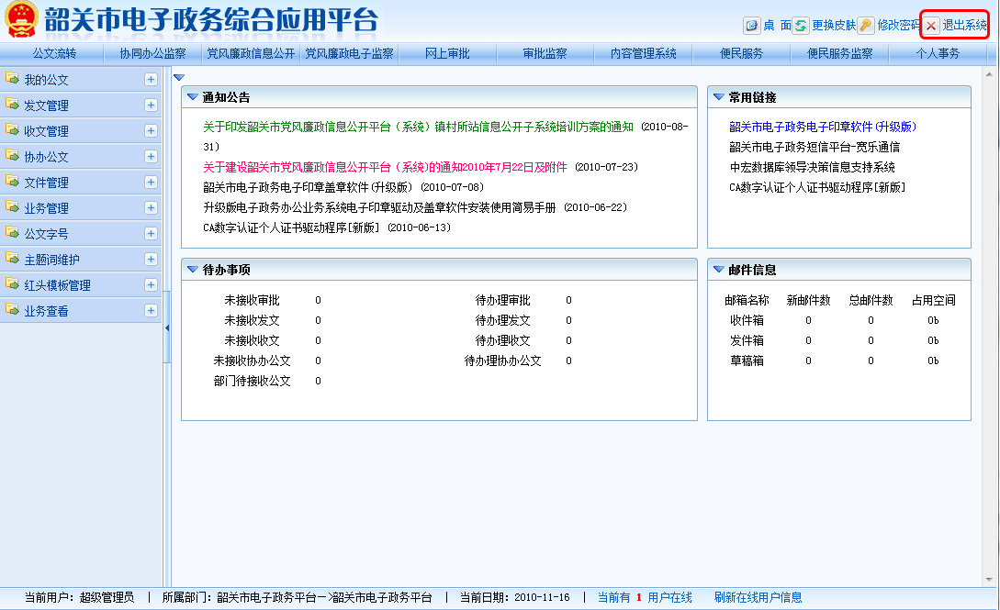 韶关市电子政务综合应用平台
桌 面 更换皮肤 修改密码 退出系统
公文流转 协同办公监察 党风廉政信息公开 党风廉政电子监察 网上审批 审批监察 内容管理系统 便民服务 便民服务监察 个人事务
我的公文
发文管理
收文管理
协办公文
文件管理
业务管理
公文字号
主题词维护
红头模板管理
业务查看
通知公告
关于印发韶关市党风廉政信息公开平台（系统）镇村所站信息公开子系统培训方案的通知 (2010-08-
31)
关于建设韶关市党风廉政信息公开平台（系统)的通知2010年7月22日及附件 (2010-07-23)
韶关市电子政务电子印章盖章软件(升级版) (2010-07-08)
升级版电子政务办公业务系统电子印章驱动及盖章软件安装使用简易手册 (2010-06-22)
CA数字认证个人证书驱动程序[新版] (2010-06-13)
常用链接
韶关市电子政务电子印章软件(升级版)
韶关市电子政务短信平台-宽乐通信
中宏数据库领导决策信息支持系统
CA数字认证个人证书驱动程序[新版]
待办事项
未接收审批 0 待办理审批 0
未接收发文 0 待办理发文 0
未接收收文 0 待办理收文 0
未接收协办公文 0 待办理协办公文 0
部门待接收公文 0
邮件信息
邮箱名称 新邮件数 总邮件数 占用空间
收件箱 0 0 0b
发件箱 0 0 0b
草稿箱 0 0 0b
当前用户：超级管理员 | 所属部门：韶关市电子政务平台－>韶关市电子政务平台 | 当前日期：2010-11-16 | 当前有 1 用户在线 刷新在线用户信息